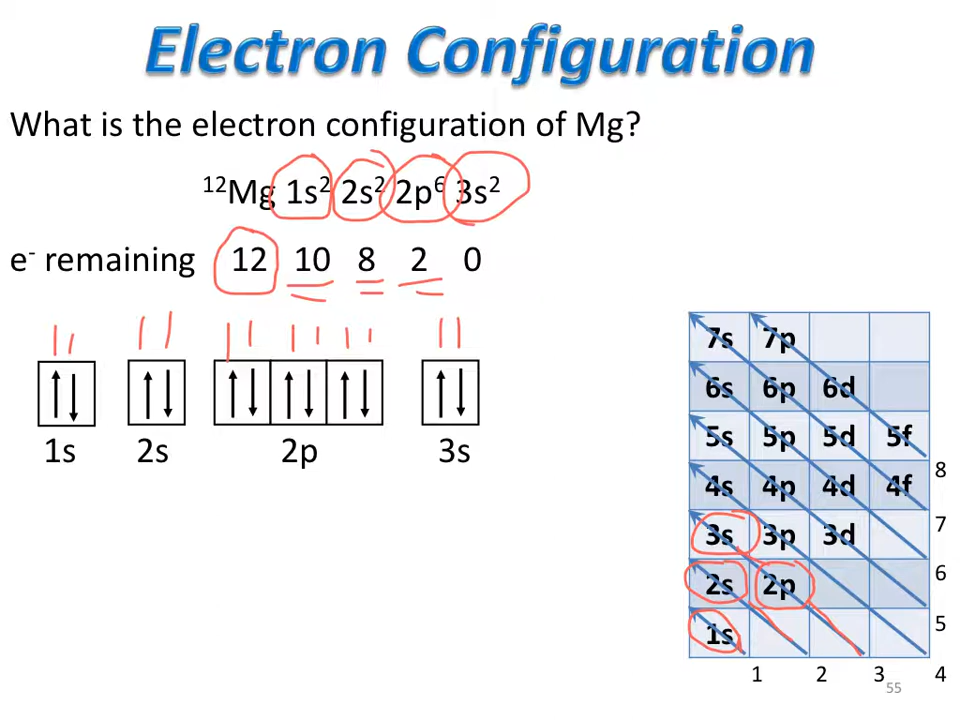 Electron Configuration
What is the electron configuration of Mg?
¹²Mg 1s² 2s² 2p⁶ 3s²
e⁻ remaining 12 10 8 2 0
1s 2s 2p 3s
7s 7p
6s 6p 6d
5s 5p 5d 5f
8
4s 4p 4d 4f
7
3s 3p 3d
6
2s 2p
5
1s
1 2 3 4
55